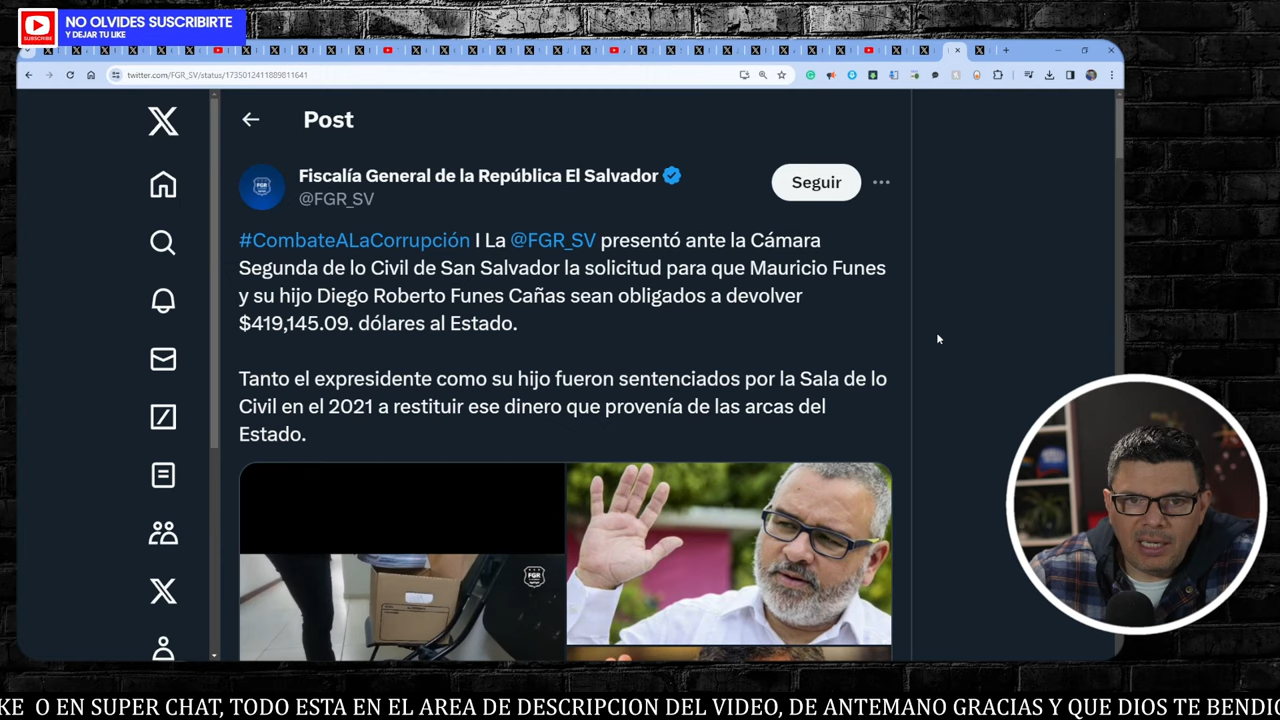 NO OLVIDES SUSCRIBIRTE
Y DEJAR TU LIKE
SUBSCRIBE
twitter.com/FGR_SV/status/1735012411889811641
Post
Fiscalía General de la República El Salvador
@FGR_SV
Seguir
#CombateALaCorrupción I La @FGR_SV presentó ante la Cámara
Segunda de lo Civil de San Salvador la solicitud para que Mauricio Funes
y su hijo Diego Roberto Funes Cañas sean obligados a devolver
$419,145.09. dólares al Estado.
Tanto el expresidente como su hijo fueron sentenciados por la Sala de lo
Civil en el 2021 a restituir ese dinero que provenía de las arcas del
Estado.
FGR
KE O EN SUPER CHAT, TODO ESTA EN EL AREA DE DESCRIPCION DEL VIDEO, DE ANTEMANO GRACIAS Y QUE DIOS TE BENDI